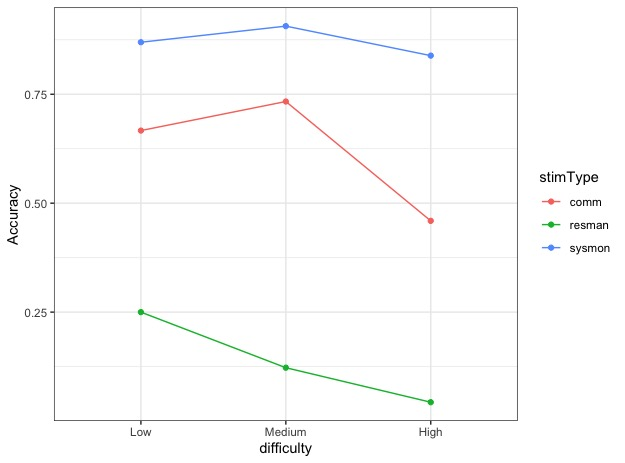 Accuracy
0.75
0.50
0.25
Low Medium High
difficulty
stimType
comm
resman
sysmon